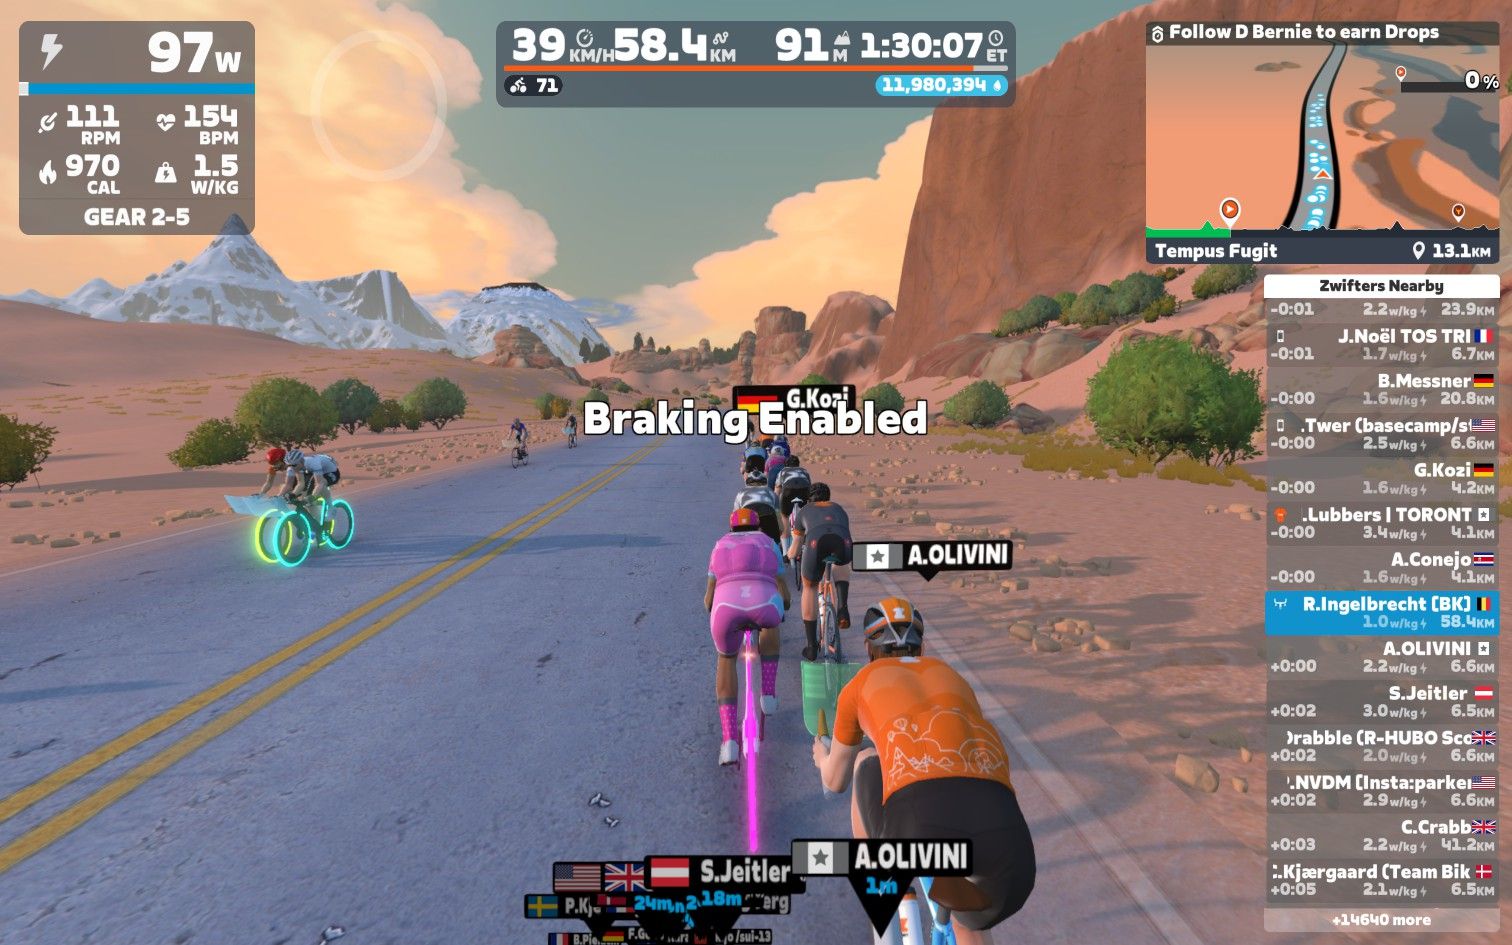 97W
111 RPM
154 BPM
970 CAL
1.5 W/KG
GEAR 2-5
39 KM/H 58.4 KM 91 M 1:30:07 ET
71
11,980,394
Follow D Bernie to earn Drops
0 %
Tempus Fugit 13.1KM
Zwifters Nearby
-0:01 2.2w/kg 23.9KM
J.Noël TOS TRI
-0:01 1.7w/kg 6.7KM
B.Messner
-0:00 1.6w/kg 20.8KM
.Twer (basecamp/s
-0:00 2.5w/kg 6.6KM
G.Kozi
-0:00 1.6w/kg 4.2KM
.Lubbers | TORONT
-0:00 3.4w/kg 4.1KM
A.Conejo
-0:00 1.6w/kg 4.1KM
R.Ingelbrecht [BK]
1.0w/kg 58.4KM
A.OLIVINI
+0:00 2.2w/kg 6.6KM
S.Jeitler
+0:02 3.0w/kg 6.5KM
rabble (R-HUBO Sco
+0:02 2.0w/kg 6.6KM
.NVDM [Insta:parker
+0:02 2.9w/kg 6.6KM
C.Crabb
+0:03 2.2w/kg 41.2KM
.Kjærgaard (Team Bik
+0:05 2.1w/kg 6.5KM
+14640 more
G.Kozi
Braking Enabled
A.OLIVINI
S.Jeitler
A.OLIVINI
1m
P.Kj
24m
18m